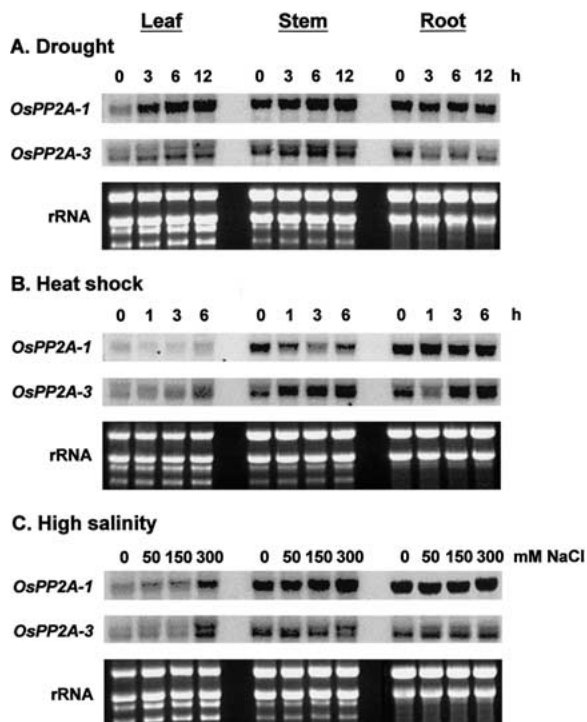 Leaf Stem Root
A. Drought
0 3 6 12 0 3 6 12 0 3 6 12 h
OsPP2A-1
OsPP2A-3
rRNA
B. Heat shock
0 1 3 6 0 1 3 6 0 1 3 6 h
OsPP2A-1
OsPP2A-3
rRNA
C. High salinity
0 50 150 300 0 50 150 300 0 50 150 300 mM NaCl
OsPP2A-1
OsPP2A-3
rRNA